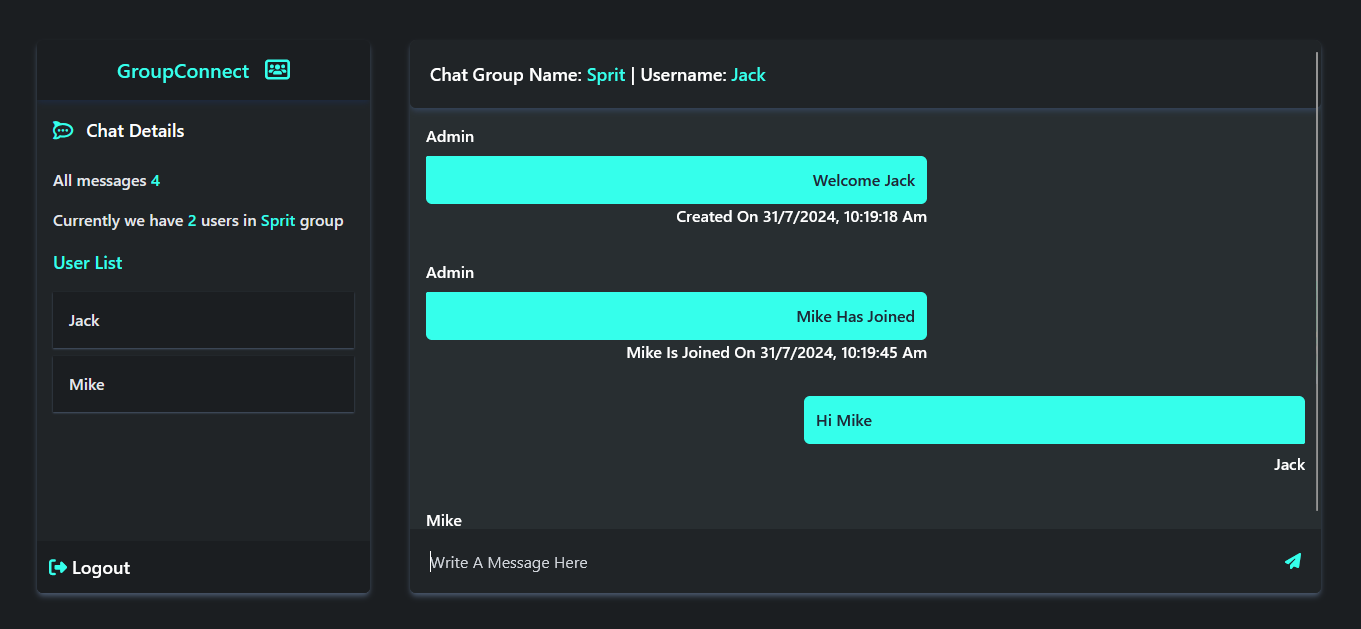 GroupConnect
Chat Details
All messages 4
Currently we have 2 users in Sprit group
User List
Jack
Mike
Logout
Chat Group Name: Sprit | Username: Jack
Admin
Welcome Jack
Created On 31/7/2024, 10:19:18 Am
Admin
Mike Has Joined
Mike Is Joined On 31/7/2024, 10:19:45 Am
Hi Mike
Jack
Mike
Write A Message Here